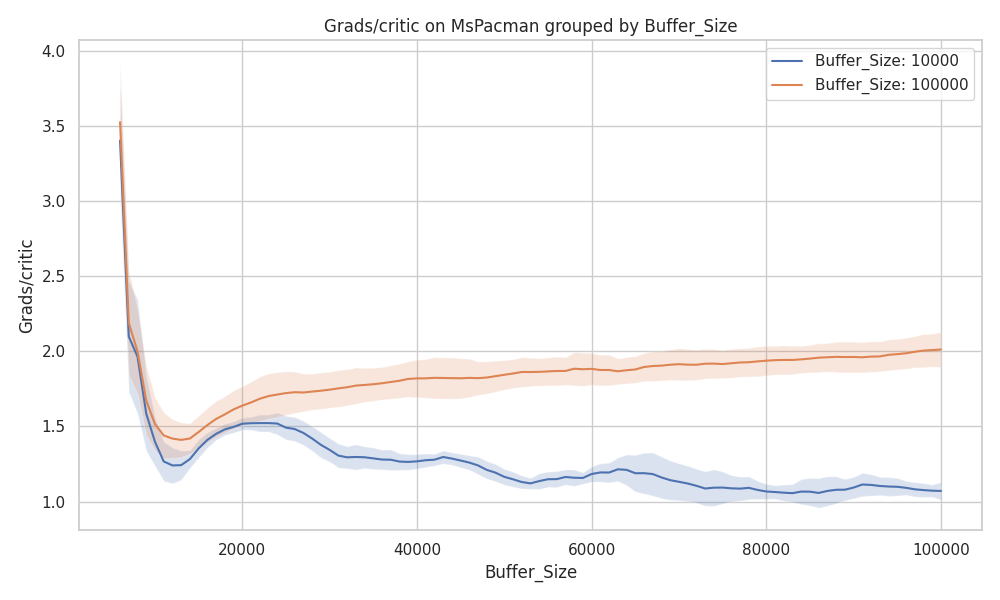 Grads/critic on MsPacman grouped by Buffer_Size
4.0
3.5
3.0
2.5
2.0
1.5
1.0
Grads/critic
Buffer_Size: 10000
Buffer_Size: 100000
20000
40000
60000
80000
100000
Buffer_Size